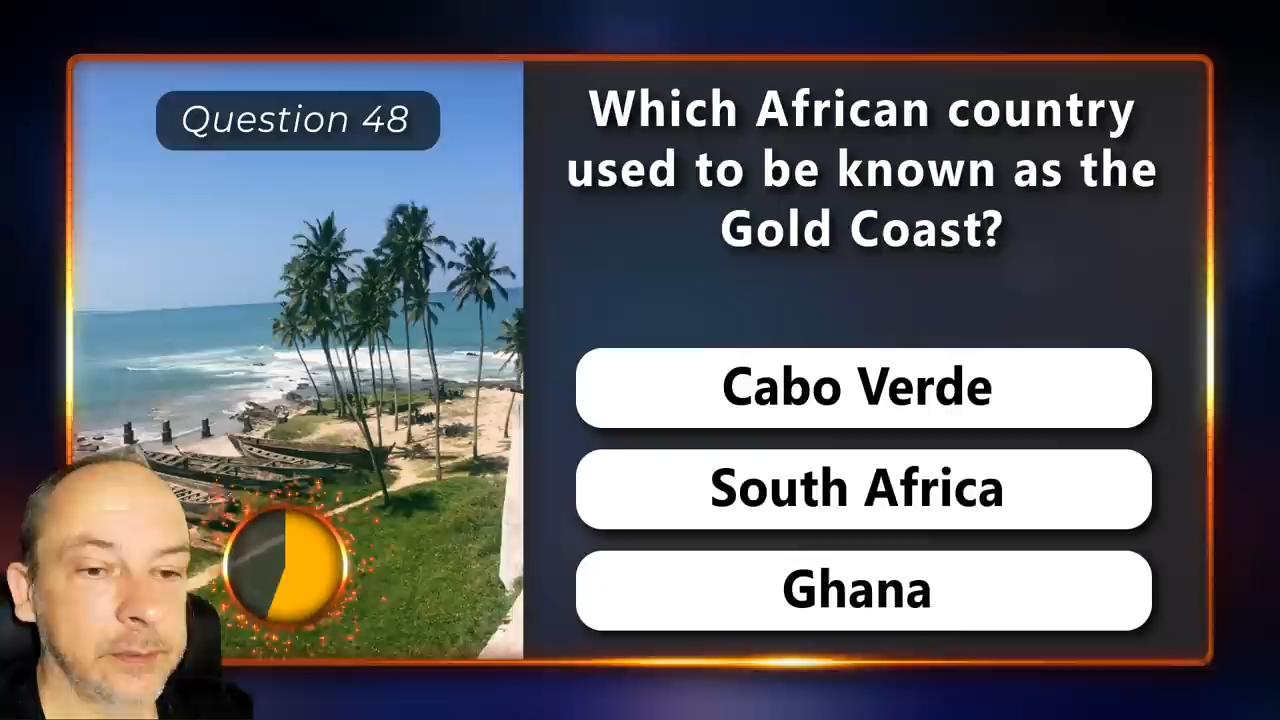 Question 48
Which African country
used to be known as the
Gold Coast?
Cabo Verde
South Africa
Ghana